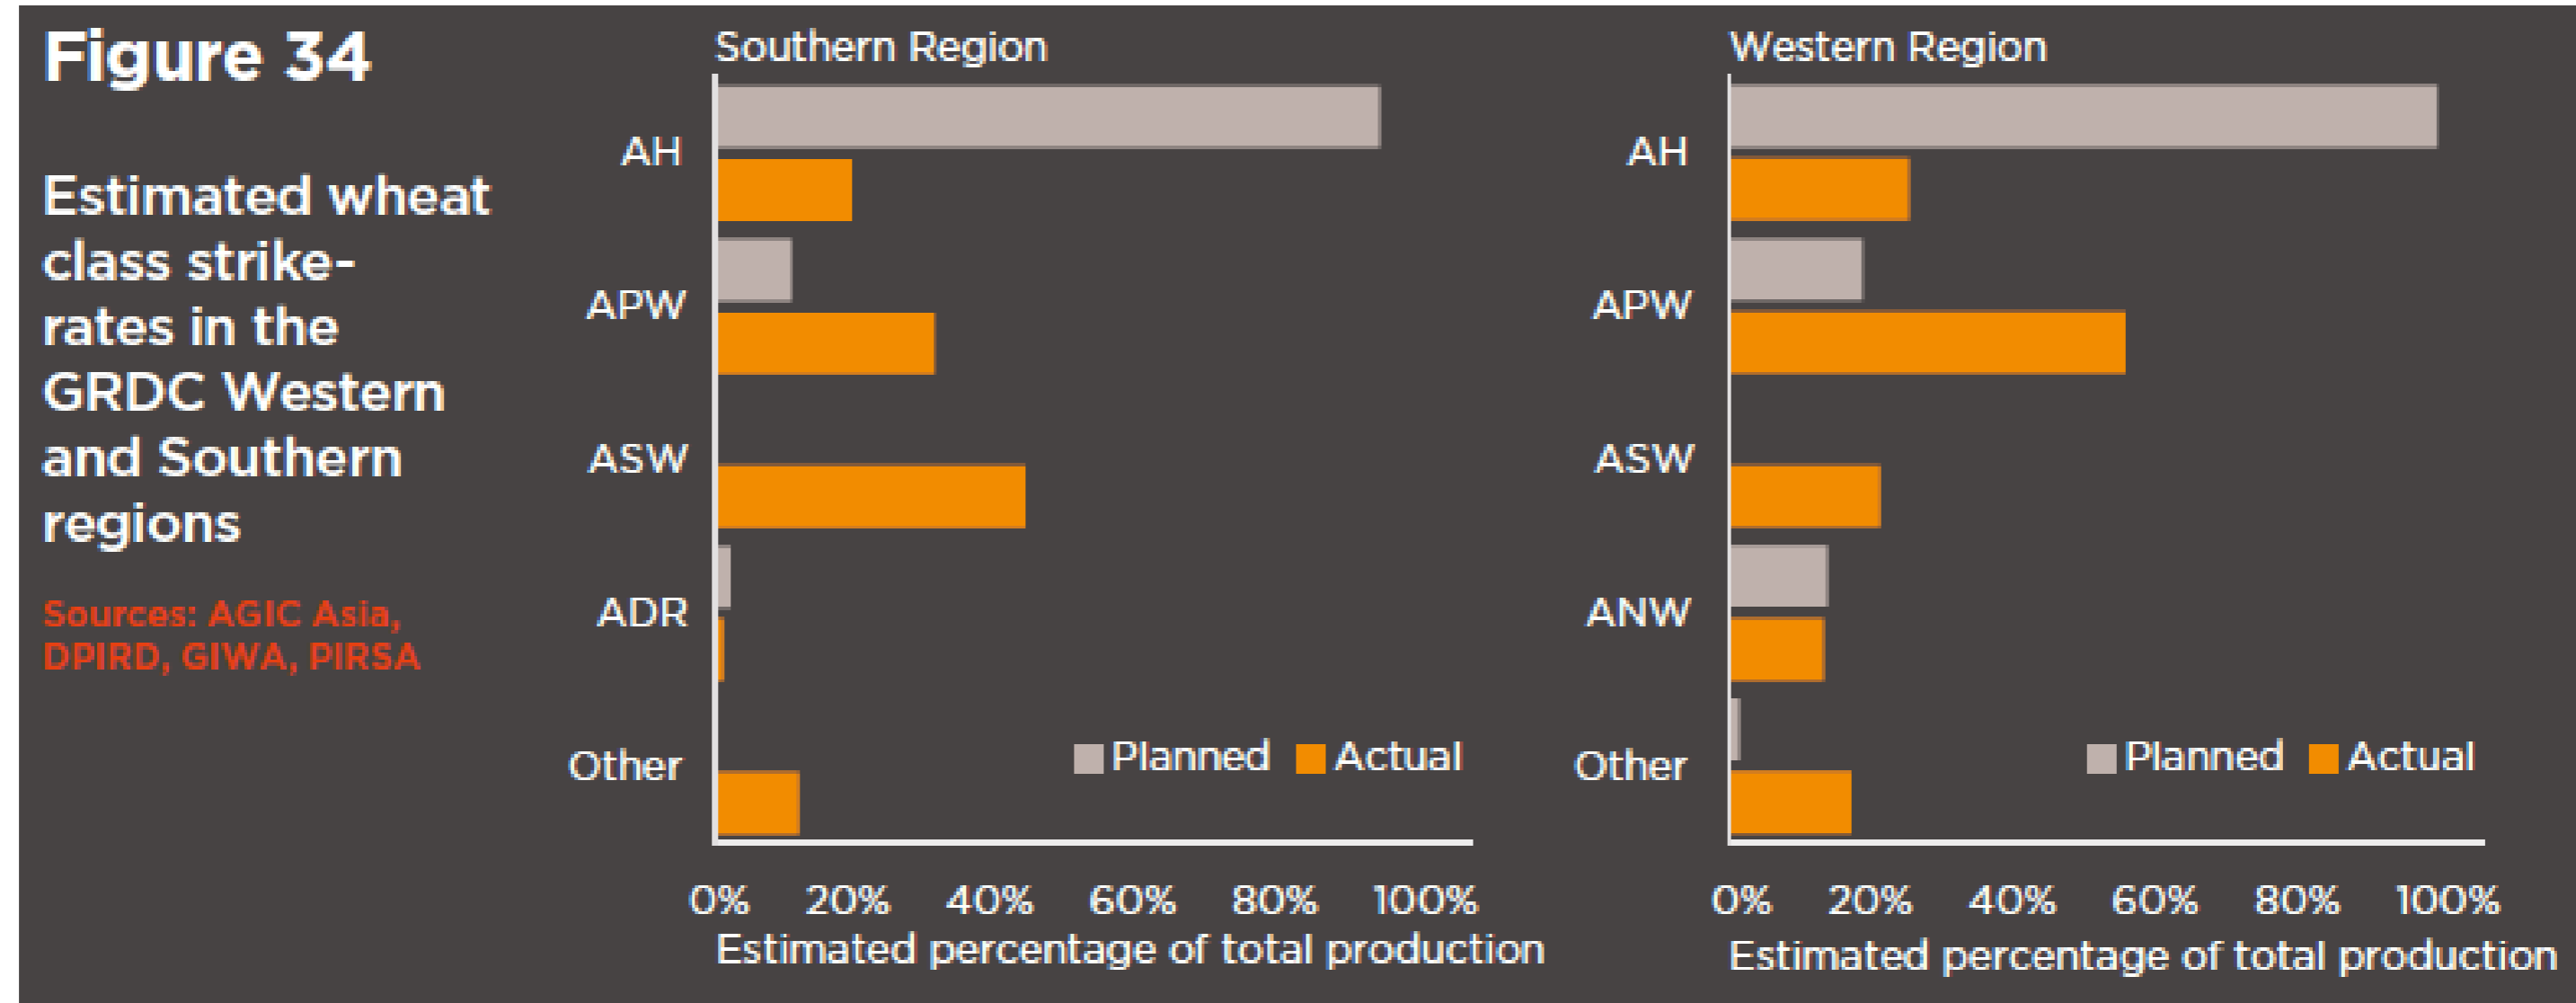 Figure 34
Estimated wheat
class strike-
rates in the
GRDC Western
and Southern
regions
Sources: AGIC Asia,
DPIRD, GIWA, PIRSA
Southern Region
AH
APW
ASW
ADR
Other
Planned Actual
0% 20% 40% 60% 80% 100%
Estimated percentage of total production
Western Region
AH
APW
ASW
ANW
Other
Planned Actual
0% 20% 40% 60% 80% 100%
Estimated percentage of total production